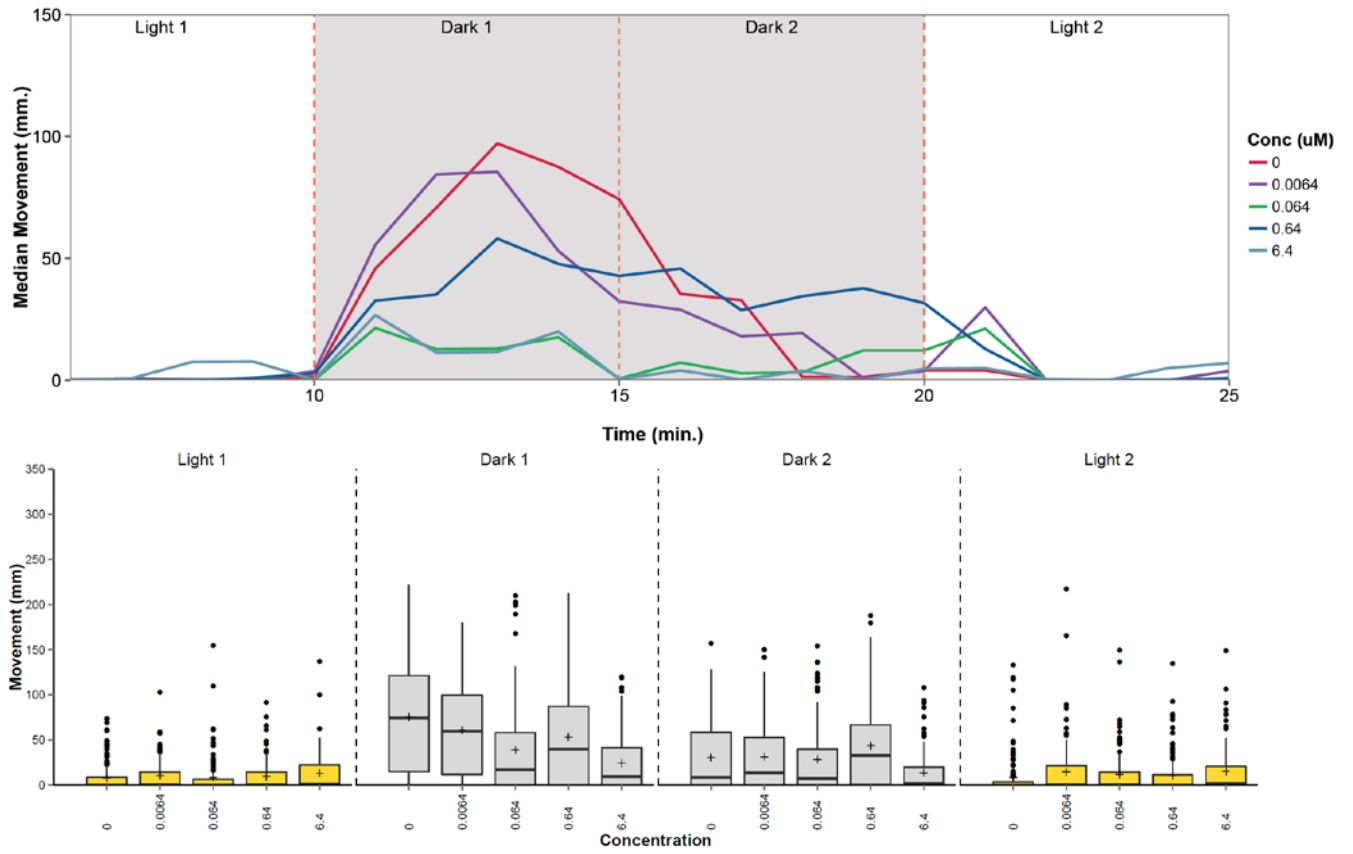 150
Light 1 Dark 1 Dark 2 Light 2
100
Median Movement (mm.)
50
0
10 15 20 25
Time (min.)
Conc (uM)
0
0.0064
0.064
0.64
6.4
Light 1 Dark 1 Dark 2 Light 2
350
300
250
200
150
100
50
0
Movement (mm)
0 0.0064 0.064 0.64 6.4 0 0.0064 0.064 0.64 6.4 0 0.0064 0.064 0.64 6.4 0 0.0064 0.064 0.64 6.4
Concentration